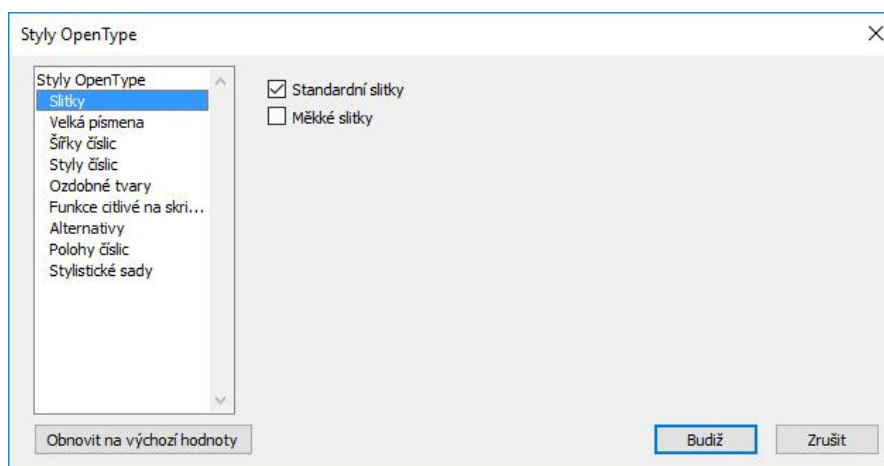 Styly OpenType
Styly OpenType
Slitky
Velká písmena
Šířky číslic
Styly číslic
Ozdobné tvary
Funkce citlivé na skri...
Alternativy
Polohy číslic
Stylistické sady
Standardní slitky
Měkké slitky
Obnovit na výchozí hodnoty
Budiž
Zrušit